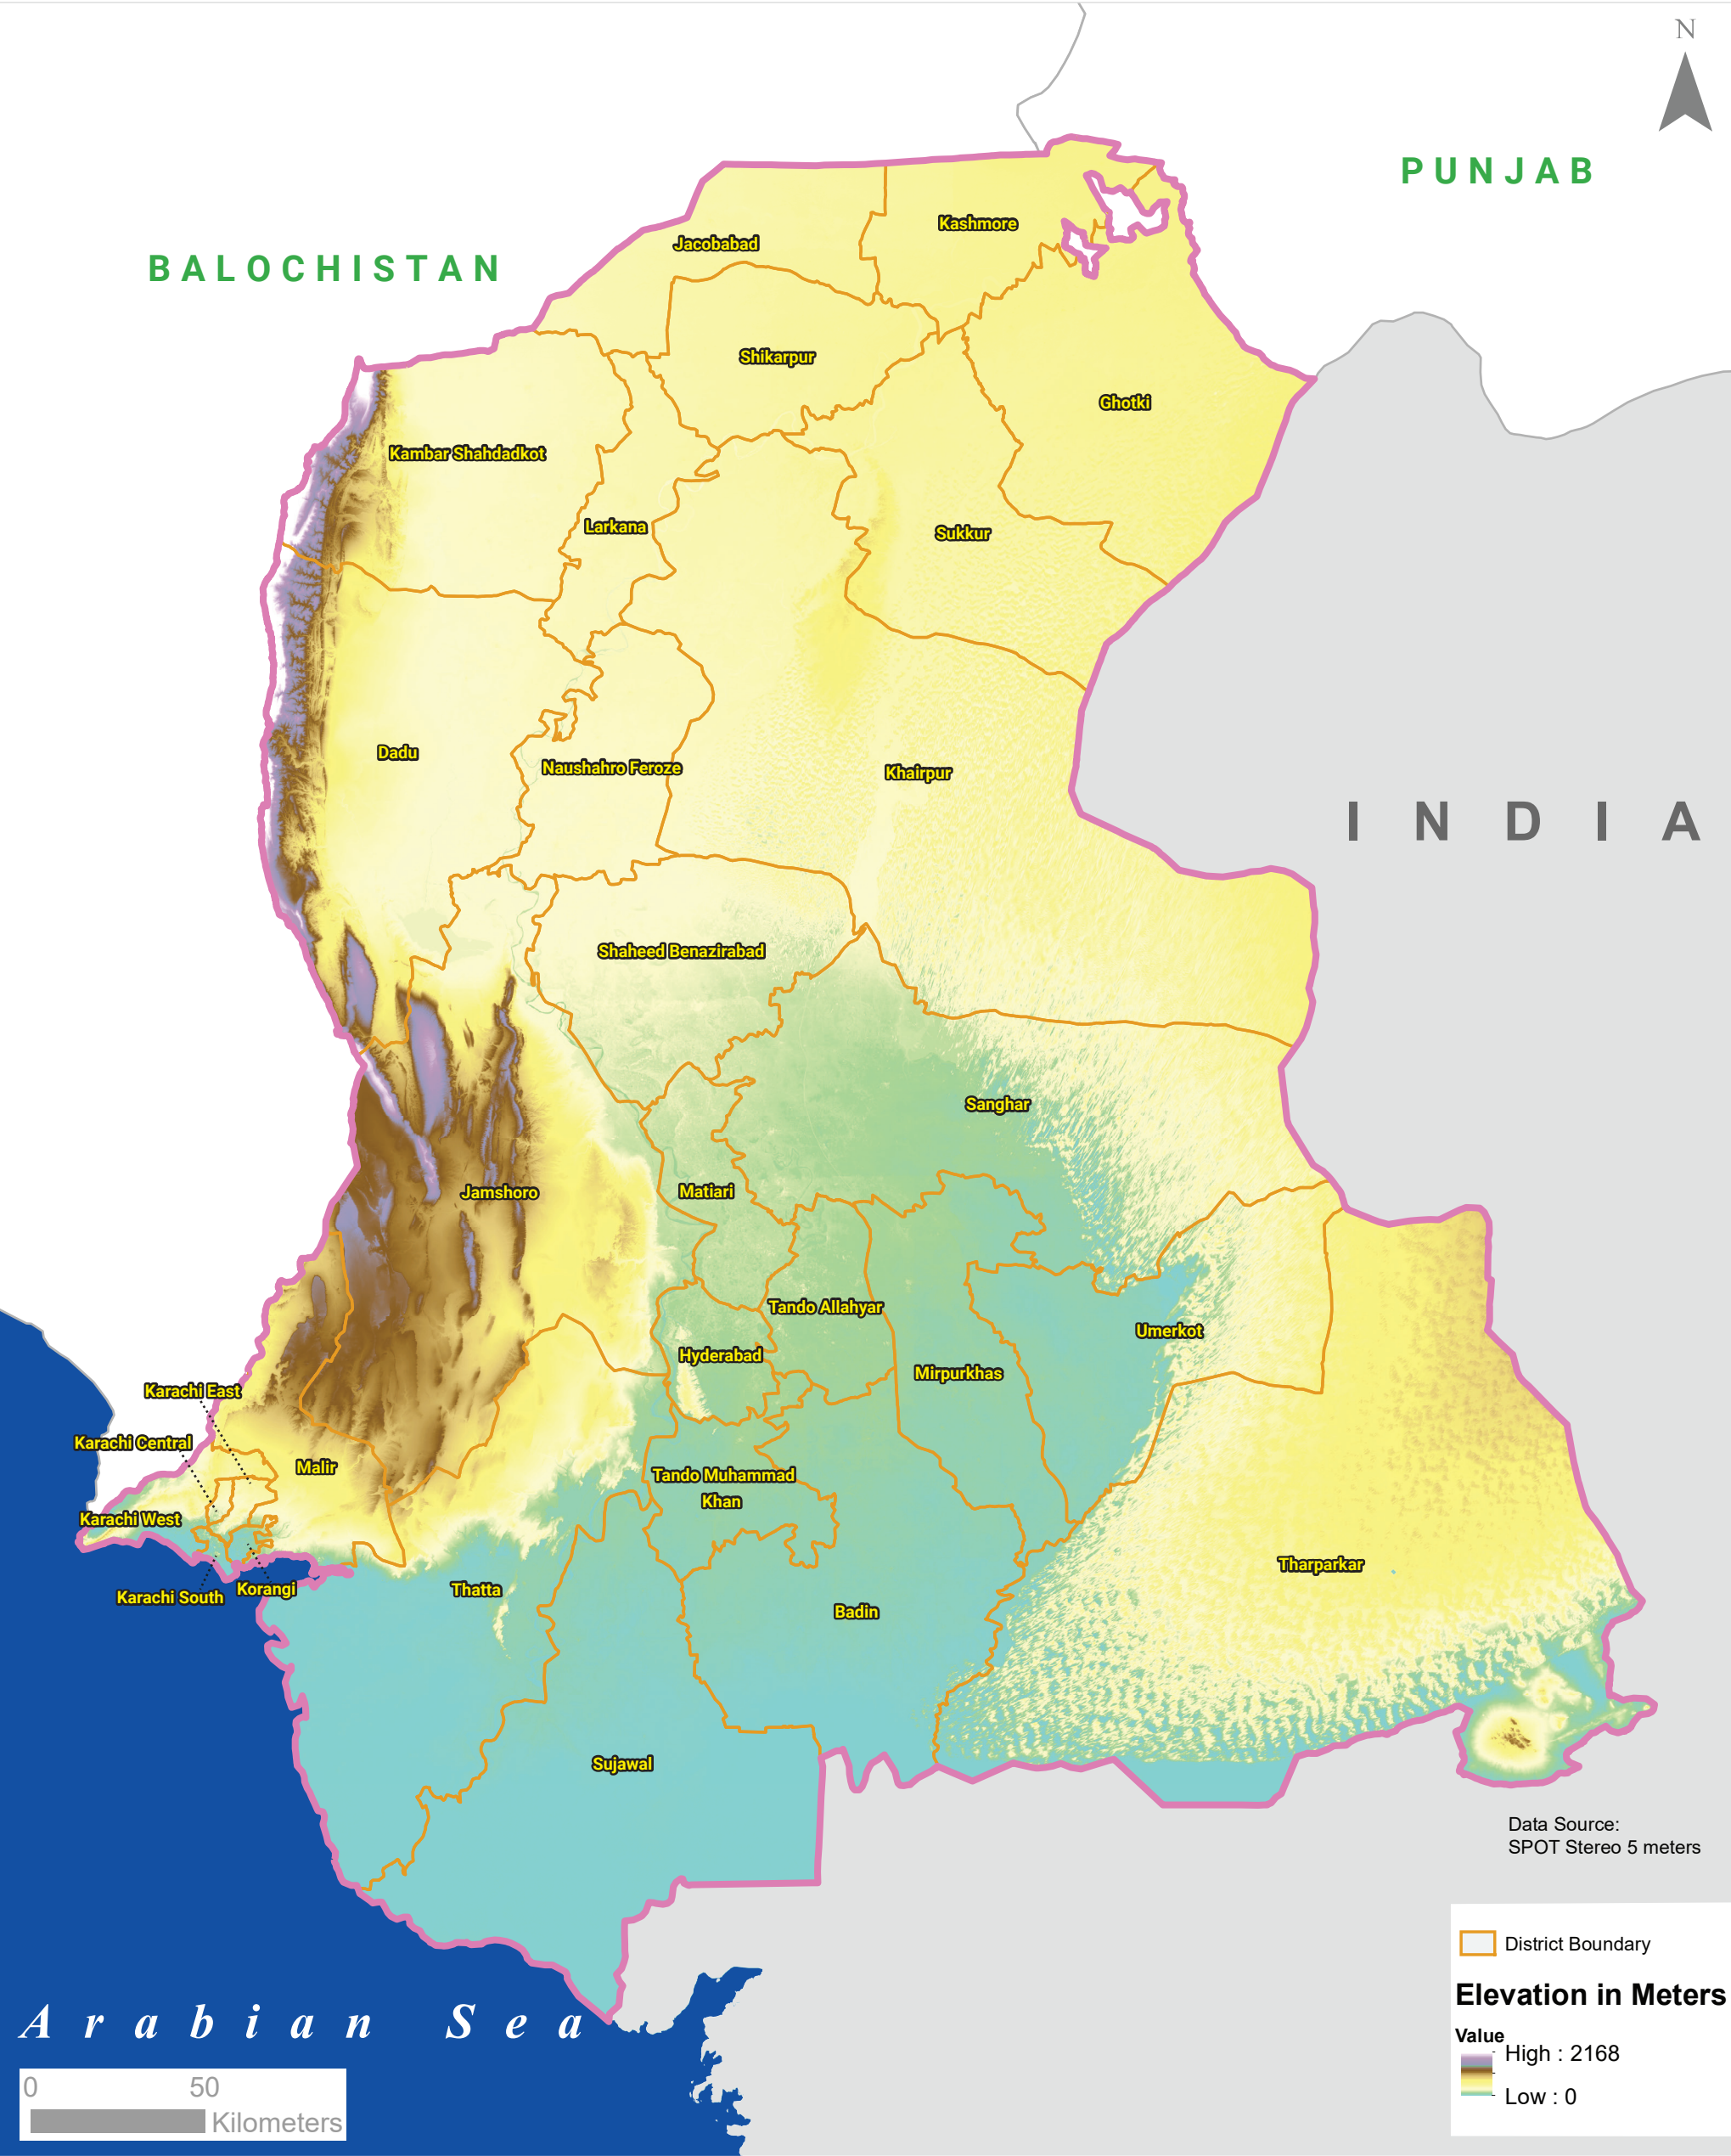 N
PUNJAB
BALOCHISTAN
Kashmore
Jacobabad
Shikarpur
Ghotki
Kambar Shahdadkot
Larkana
Sukkur
Dadu
Naushahro Feroze
Khairpur
INDIA
Shaheed Benazirabad
Sanghar
Matiari
Jamshoro
Tando Allahyar
Umerkot
Hyderabad
Mirpurkhas
Karachi East
Karachi Central
Malir
Tando Muhammad
Khan
Karachi West
Tharparkar
Thatta
Korangi
Karachi South
Badin
Sujawal
Data Source:
SPOT Stereo 5 meters
District Boundary
Elevation in Meters
Value
High : 2168
Low : 0
Arabian Sea
0 50
Kilometers